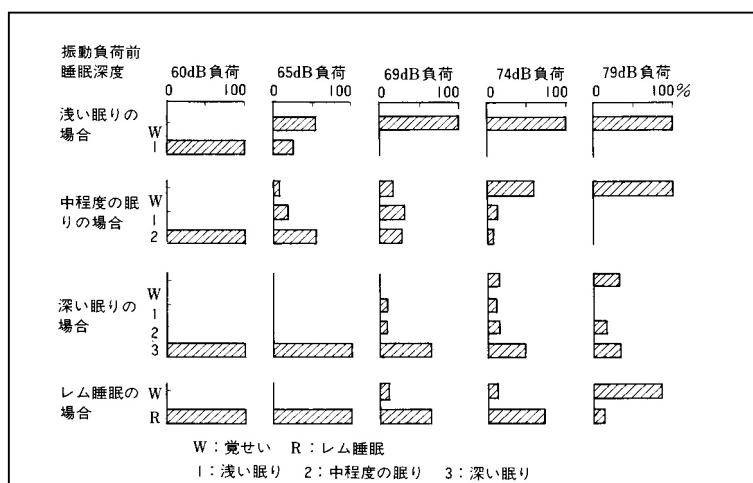 振動負荷前
睡眠深度
60dB負荷 65dB負荷 69dB負荷 74dB負荷 79dB負荷
0 100 0 100 0 100 0 100 0 100 %
浅い眠りの
場合
W
1
中程度の眠
りの場合
W
1
2
深い眠りの
場合
W
1
2
3
レム睡眠の
場合
W
R
W：覚せい R：レム睡眠
1：浅い眠り 2：中程度の眠り 3：深い眠り